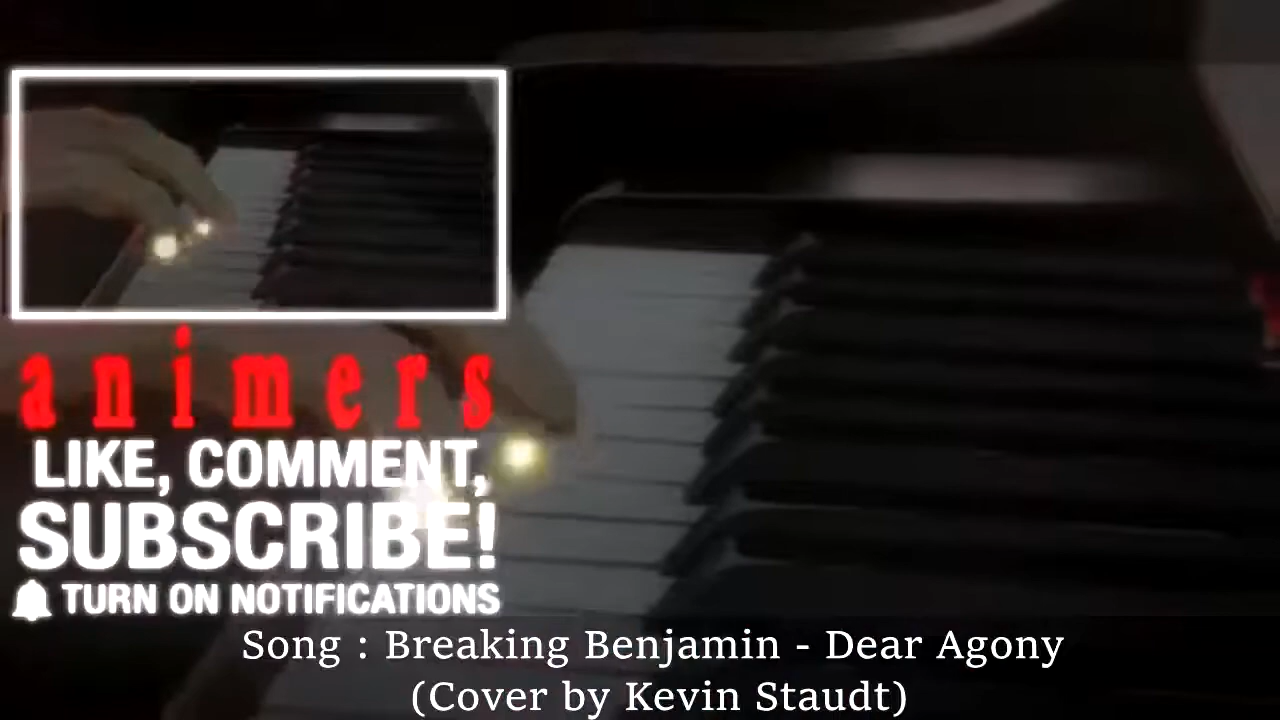 animers
LIKE, COMMENT,
SUBSCRIBE!
TURN ON NOTIFICATIONS
Song : Breaking Benjamin - Dear Agony
(Cover by Kevin Staudt)